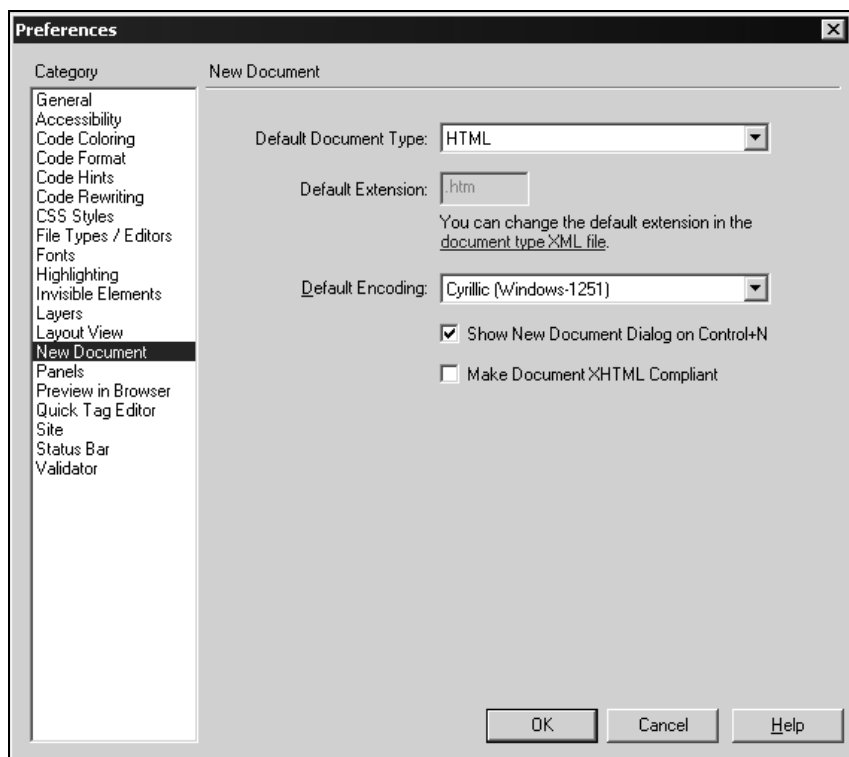 Preferences
Category
General
Accessibility
Code Coloring
Code Format
Code Hints
Code Rewriting
CSS Styles
File Types / Editors
Fonts
Highlighting
Invisible Elements
Layers
Layout View
New Document
Panels
Preview in Browser
Quick Tag Editor
Site
Status Bar
Validator
New Document
Default Document Type: HTML
Default Extension: .htm
You can change the default extension in the
document type XML file.
Default Encoding: Cyrillic (Windows-1251)
Show New Document Dialog on Control+N
Make Document XHTML Compliant
OK Cancel Help